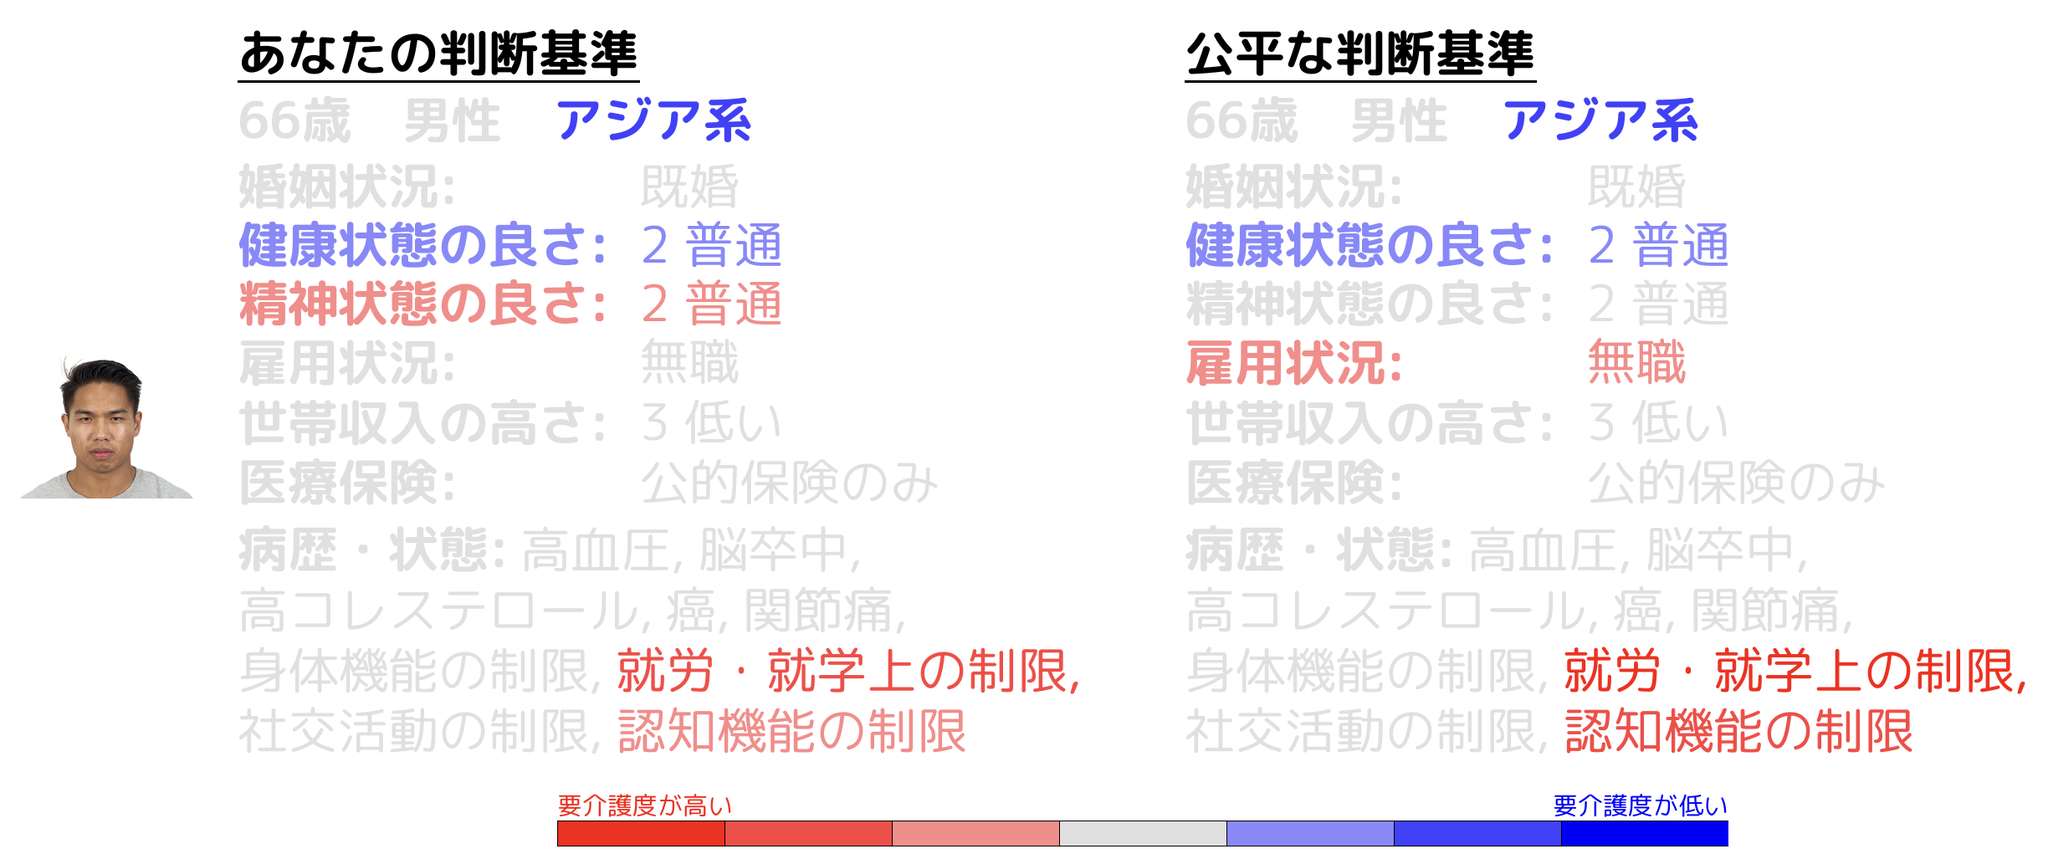 あなたの判断基準
66歳 男性 アジア系
婚姻状況: 既婚
健康状態の良さ: 2 普通
精神状態の良さ: 2 普通
雇用状況: 無職
世帯収入の高さ: 3 低い
医療保険: 公的保険のみ
病歴・状態: 高血圧, 脳卒中,
高コレステロール, 癌, 関節痛,
身体機能の制限, 就労・就学上の制限,
社交活動の制限, 認知機能の制限
公平な判断基準
66歳 男性 アジア系
婚姻状況: 既婚
健康状態の良さ: 2 普通
精神状態の良さ: 2 普通
雇用状況: 無職
世帯収入の高さ: 3 低い
医療保険: 公的保険のみ
病歴・状態: 高血圧, 脳卒中,
高コレステロール, 癌, 関節痛,
身体機能の制限, 就労・就学上の制限,
社交活動の制限, 認知機能の制限
要介護度が高い
要介護度が低い